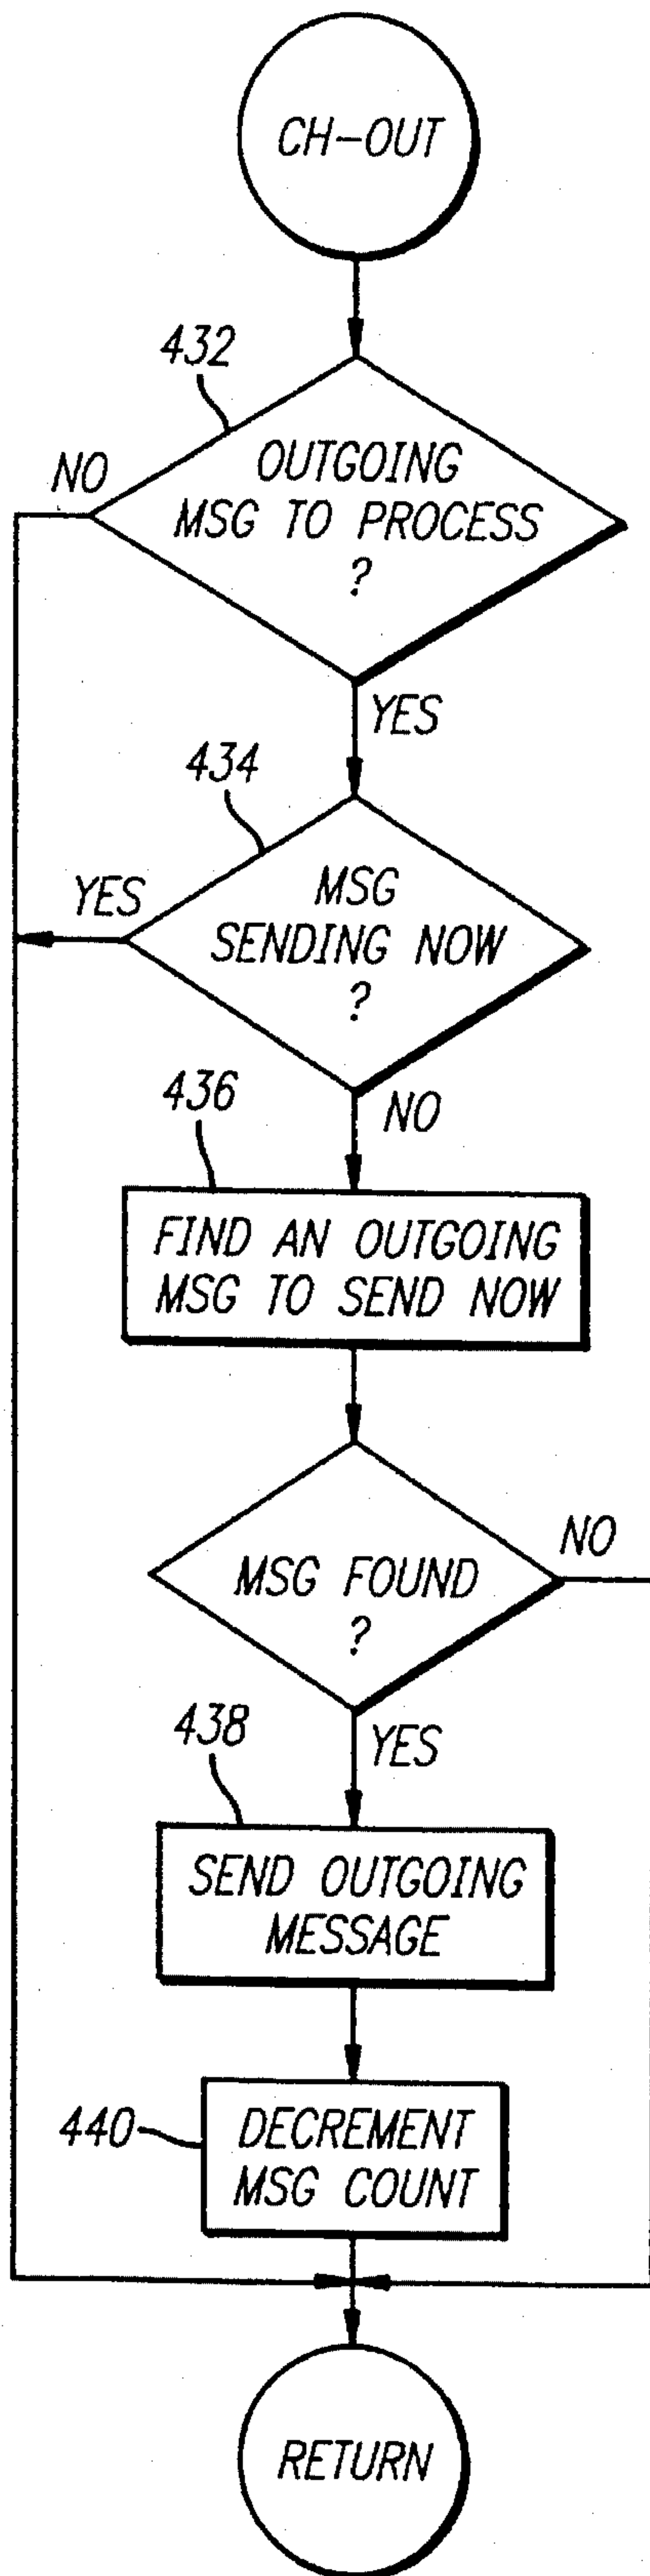 CH-OUT
432
NO
OUTGOING
MSG TO PROCESS
?
YES
434
YES
MSG
SENDING NOW
?
NO
436
FIND AN OUTGOING
MSG TO SEND NOW
NO
MSG FOUND
?
YES
438
SEND OUTGOING
MESSAGE
440
DECREMENT
MSG COUNT
RETURN